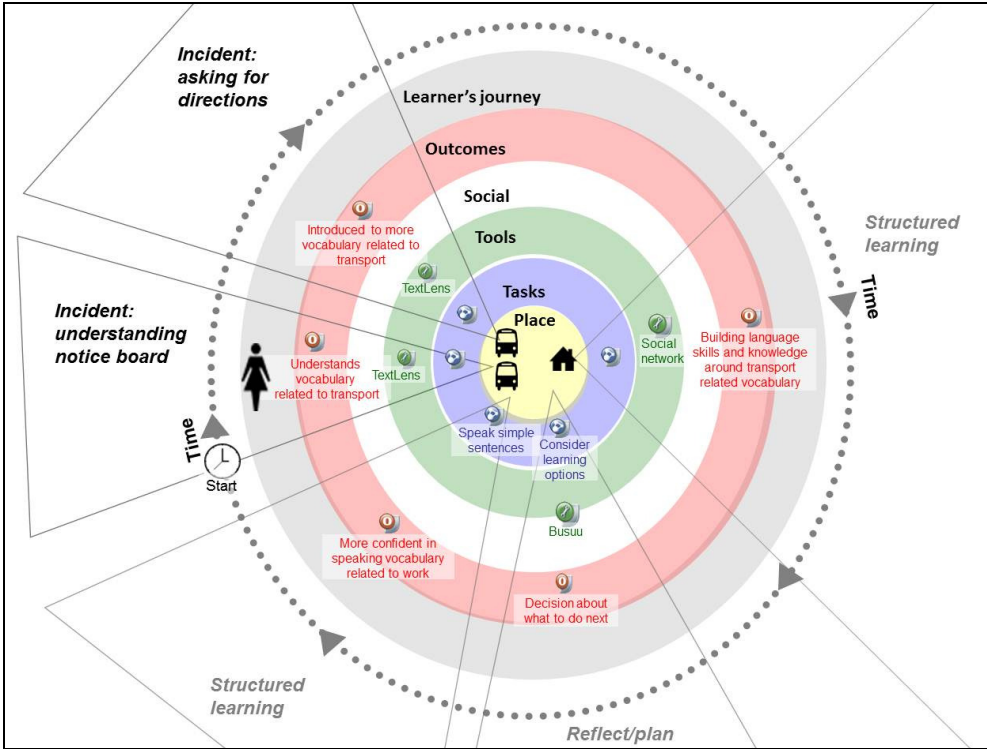 Incident:
asking for
directions
Learner's journey
Outcomes
Social
Tools
Tasks
Place
Introduced to more
vocabulary related to
transport
TextLens
Structured
learning
Time
Incident:
understanding
notice board
Understands
vocabulary
related to transport
TextLens
Social
network
Building language
skills and knowledge
around transport
related vocabulary
Time
Start
Speak simple
sentences
Consider
learning
options
Busuu
More confident in
speaking vocabulary
related to work
Decision about
what to do next
Structured
learning
Reflect/plan